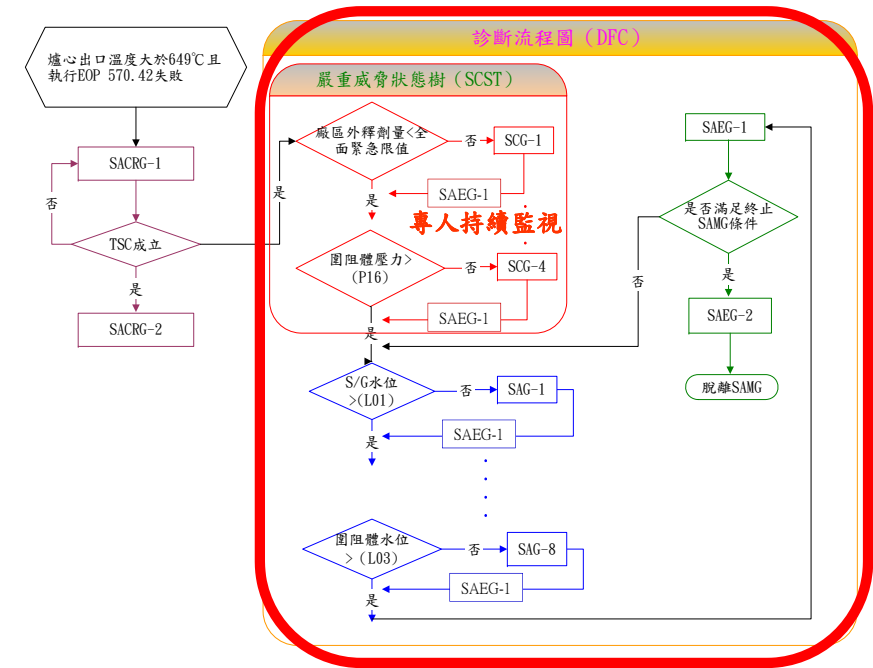 診斷流程圖（DFC）
爐心出口溫度大於649℃且
執行EOP 570.42失敗
嚴重威脅狀態樹（SCST）
廠區外釋劑量<全
面緊急限值
否
SCG-1
SAEG-1
是
專人持續監視
圍阻體壓力>
(P16)
否
SCG-4
SAEG-1
是
SACRG-1
否
TSC成立
是
是
SACRG-2
S/G水位
>(L01)
否
SAG-1
SAEG-1
是
圍阻體水位
>（L03）
否
SAG-8
SAEG-1
是
SAEG-1
是否滿足終止
SAMG條件
否
是
SAEG-2
脫離SAMG